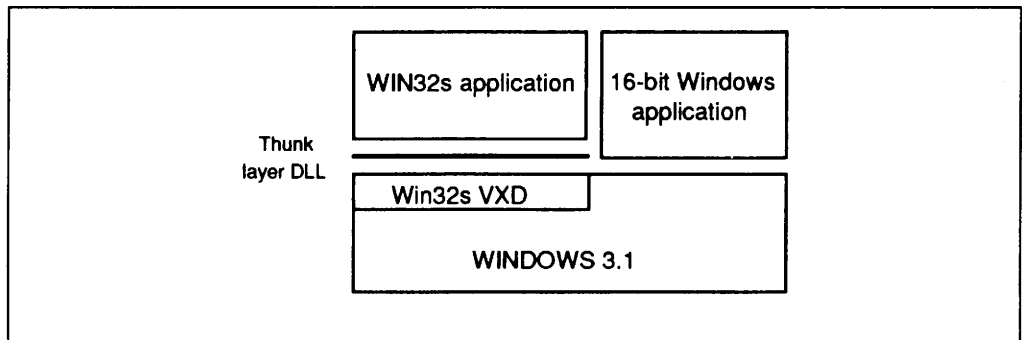 WIN32s application
16-bit Windows
application
Thunk
layer DLL
Win32s VXD
WINDOWS 3.1